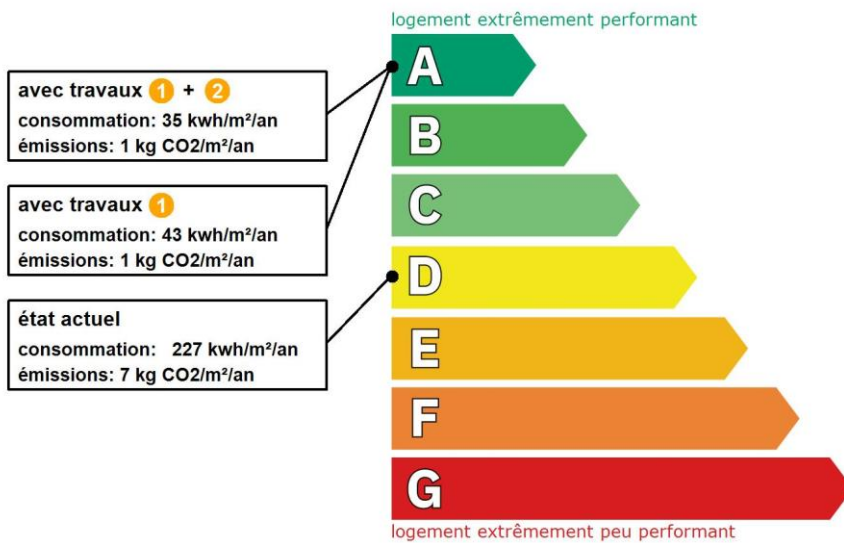 logement extrêmement performant
avec travaux 1 + 2
consommation: 35 kwh/m²/an
émissions: 1 kg CO2/m²/an
avec travaux 1
consommation: 43 kwh/m²/an
émissions: 1 kg CO2/m²/an
état actuel
consommation: 227 kwh/m²/an
émissions: 7 kg CO2/m²/an
A
B
C
D
E
F
G
logement extrêmement peu performant